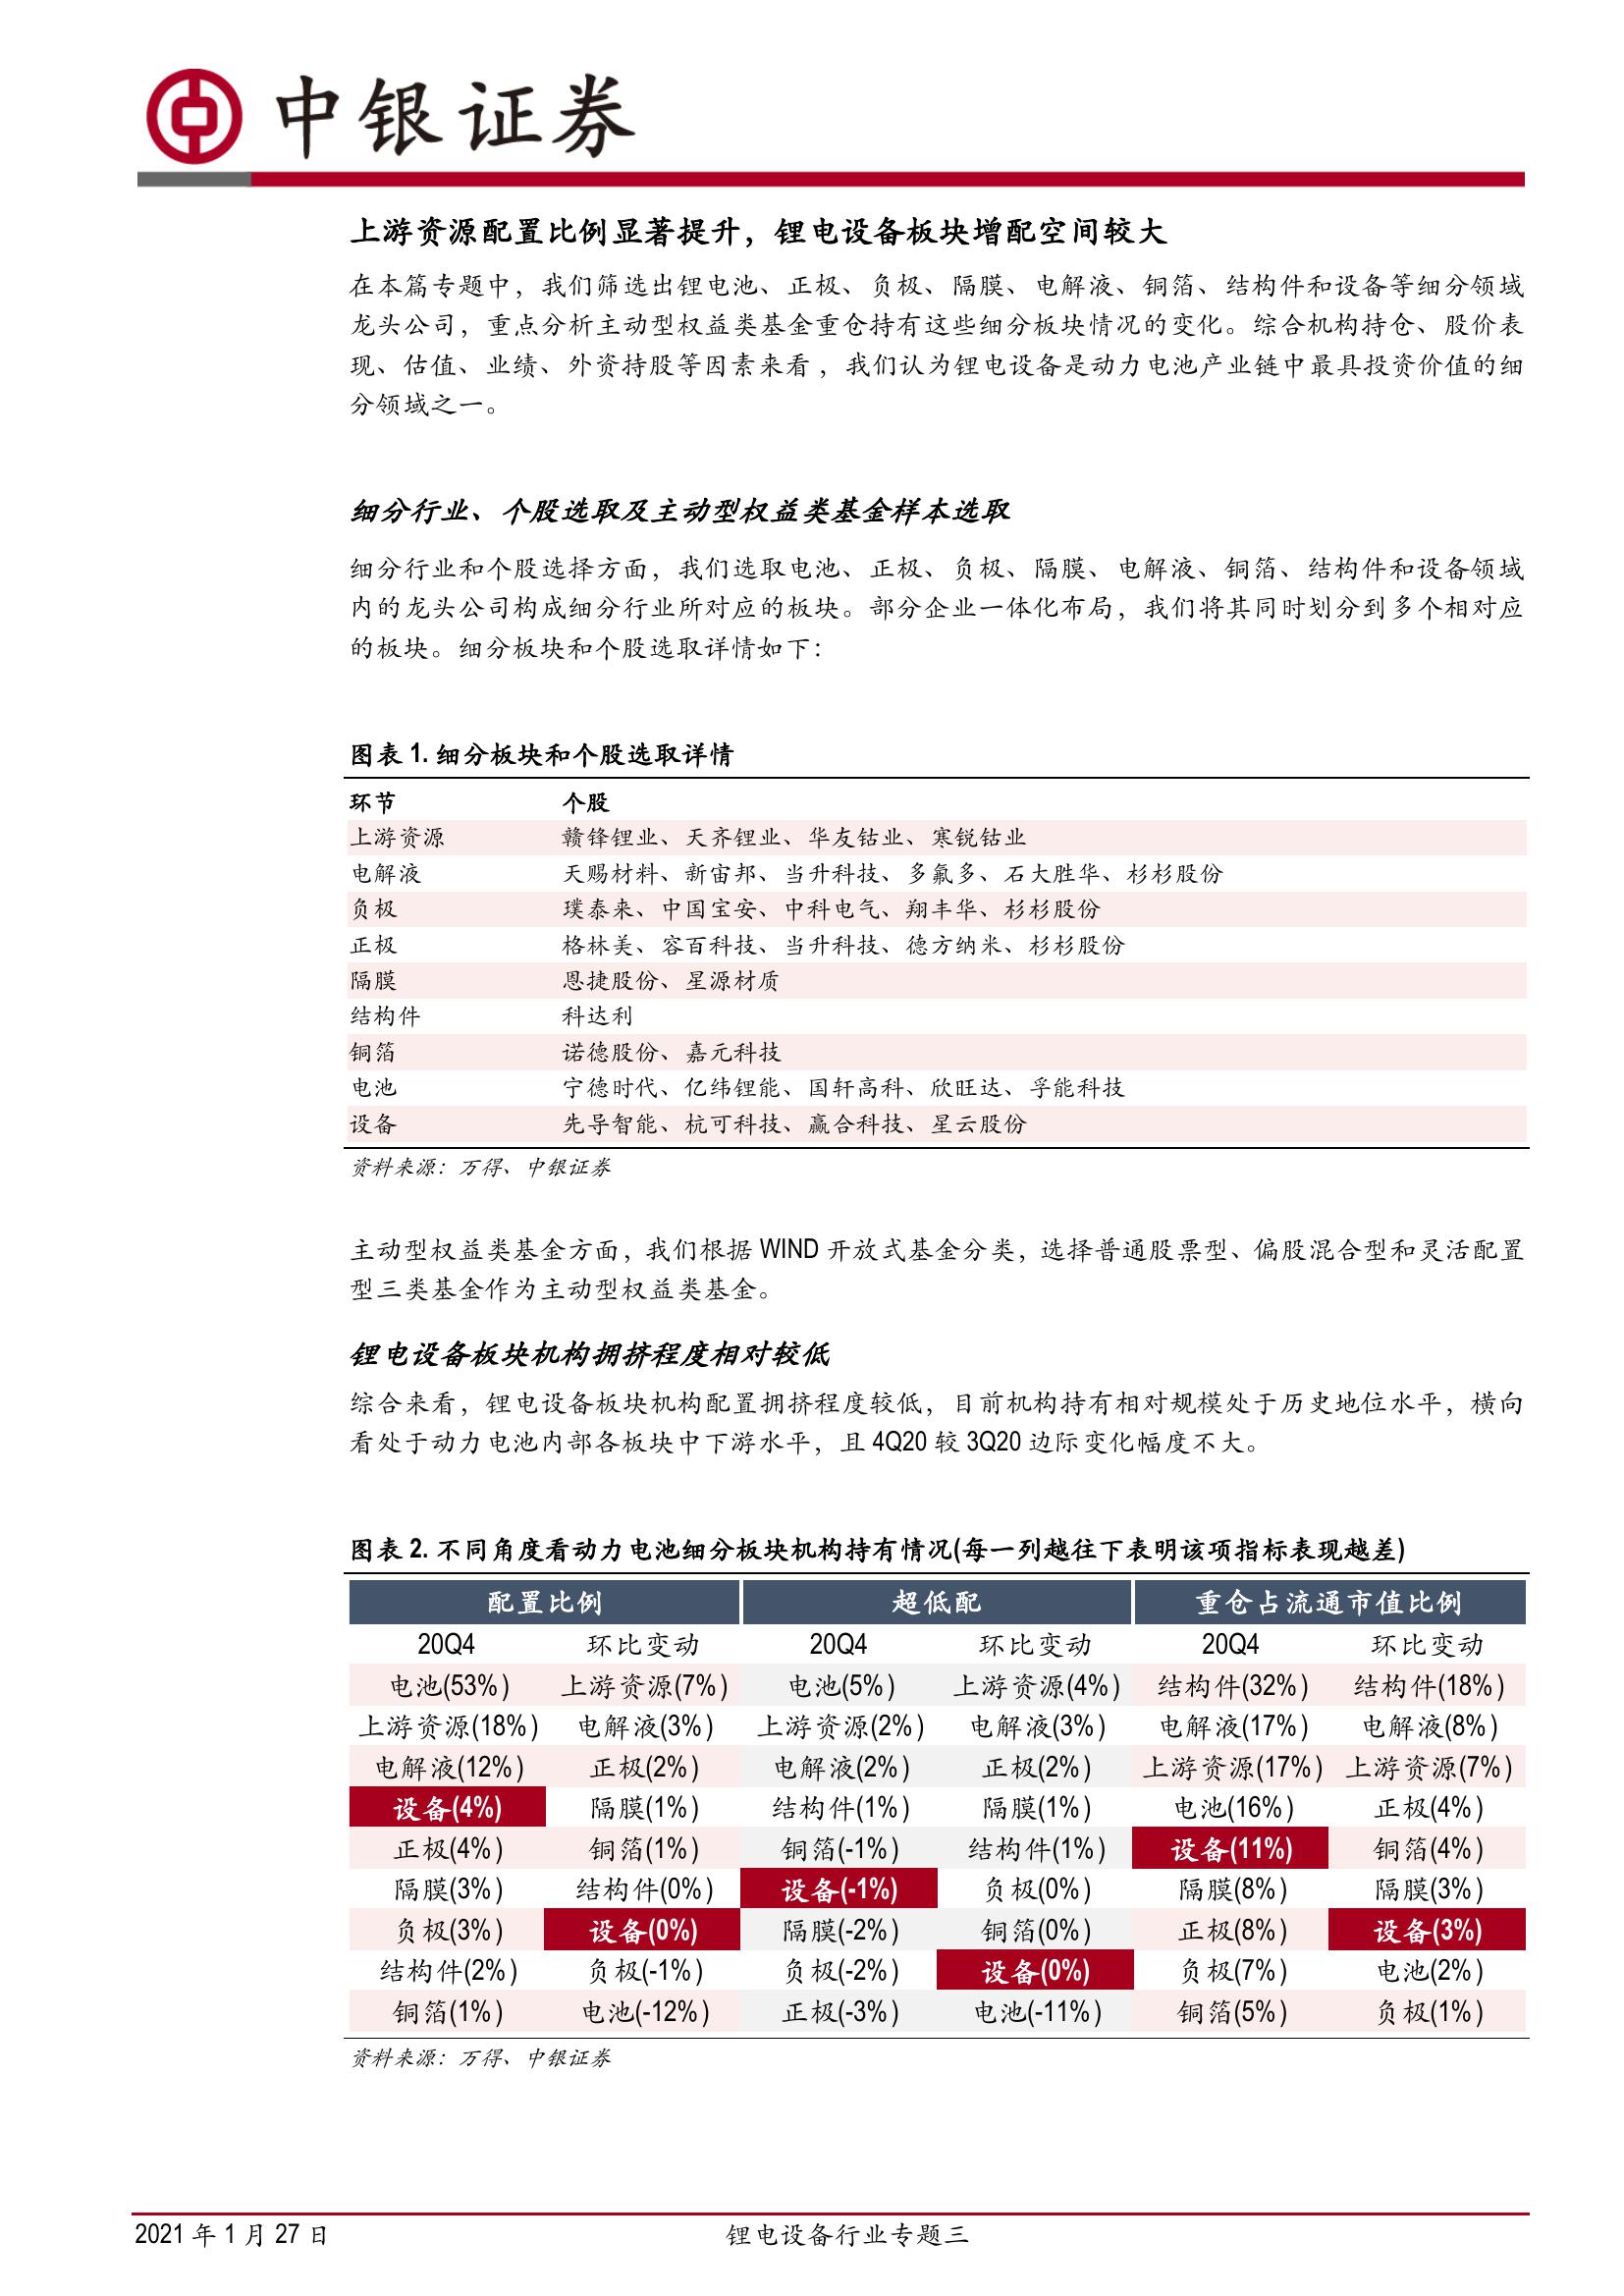 中银证券
上游资源配置比例显著提升，锂电设备板块增配空间较大
在本篇专题中，我们筛选出锂电池、正极、负极、隔膜、电解液、铜箔、结构件和设备等细分领域
龙头公司，重点分析主动型权益类基金重仓持有这些细分板块情况的变化。综合机构持仓、股价表
现、估值、业绩、外资持股等因素来看，我们认为锂电设备是动力电池产业链中最具投资价值的细
分领域之一。
细分行业、个股选取及主动型权益类基金样本选取
细分行业和个股选择方面，我们选取电池、正极、负极、隔膜、电解液、铜箔、结构件和设备领域
内的龙头公司构成细分行业所对应的板块。部分企业一体化布局，我们将其同时划分到多个相对应
的板块。细分板块和个股选取详情如下：
图表 1. 细分板块和个股选取详情
环节 个股
上游资源 赣锋锂业、天齐锂业、华友钴业、寒锐钴业
电解液 天赐材料、新宙邦、当升科技、多氟多、石大胜华、杉杉股份
负极 璞泰来、中国宝安、中科电气、翔丰华、杉杉股份
正极 格林美、容百科技、当升科技、德方纳米、杉杉股份
隔膜 恩捷股份、星源材质
结构件 科达利
铜箔 诺德股份、嘉元科技
电池 宁德时代、亿纬锂能、国轩高科、欣旺达、孚能科技
设备 先导智能、杭可科技、赢合科技、星云股份
资料来源：万得、中银证券
主动型权益类基金方面，我们根据 WIND 开放式基金分类，选择普通股票型、偏股混合型和灵活配置
型三类基金作为主动型权益类基金。
锂电设备板块机构拥挤程度相对较低
综合来看，锂电设备板块机构配置拥挤程度较低，目前机构持有相对规模处于历史地位水平，横向
看处于动力电池内部各板块中下游水平，且 4Q20 较 3Q20 边际变化幅度不大。
图表 2. 不同角度看动力电池细分板块机构持有情况(每一列越往下表明该项指标表现越差)
配置比例 超低配 重仓占流通市值比例
20Q4 环比变动 20Q4 环比变动 20Q4 环比变动
电池(53%) 上游资源(7%) 电池(5%) 上游资源(4%) 结构件(32%) 结构件(18%)
上游资源(18%) 电解液(3%) 上游资源(2%) 电解液(3%) 电解液(17%) 电解液(8%)
电解液(12%) 正极(2%) 电解液(2%) 正极(2%) 上游资源(17%) 上游资源(7%)
设备(4%) 隔膜(1%) 结构件(1%) 隔膜(1%) 电池(16%) 正极(4%)
正极(4%) 铜箔(1%) 铜箔(-1%) 结构件(1%) 设备(11%) 铜箔(4%)
隔膜(3%) 结构件(0%) 设备(-1%) 负极(0%) 隔膜(8%) 隔膜(3%)
负极(3%) 设备(0%) 隔膜(-2%) 铜箔(0%) 正极(8%) 设备(3%)
结构件(2%) 负极(-1%) 负极(-2%) 设备(0%) 负极(7%) 电池(2%)
铜箔(1%) 电池(-12%) 正极(-3%) 电池(-11%) 铜箔(5%) 负极(1%)
资料来源：万得、中银证券
2021 年 1 月 27 日 锂电设备行业专题三